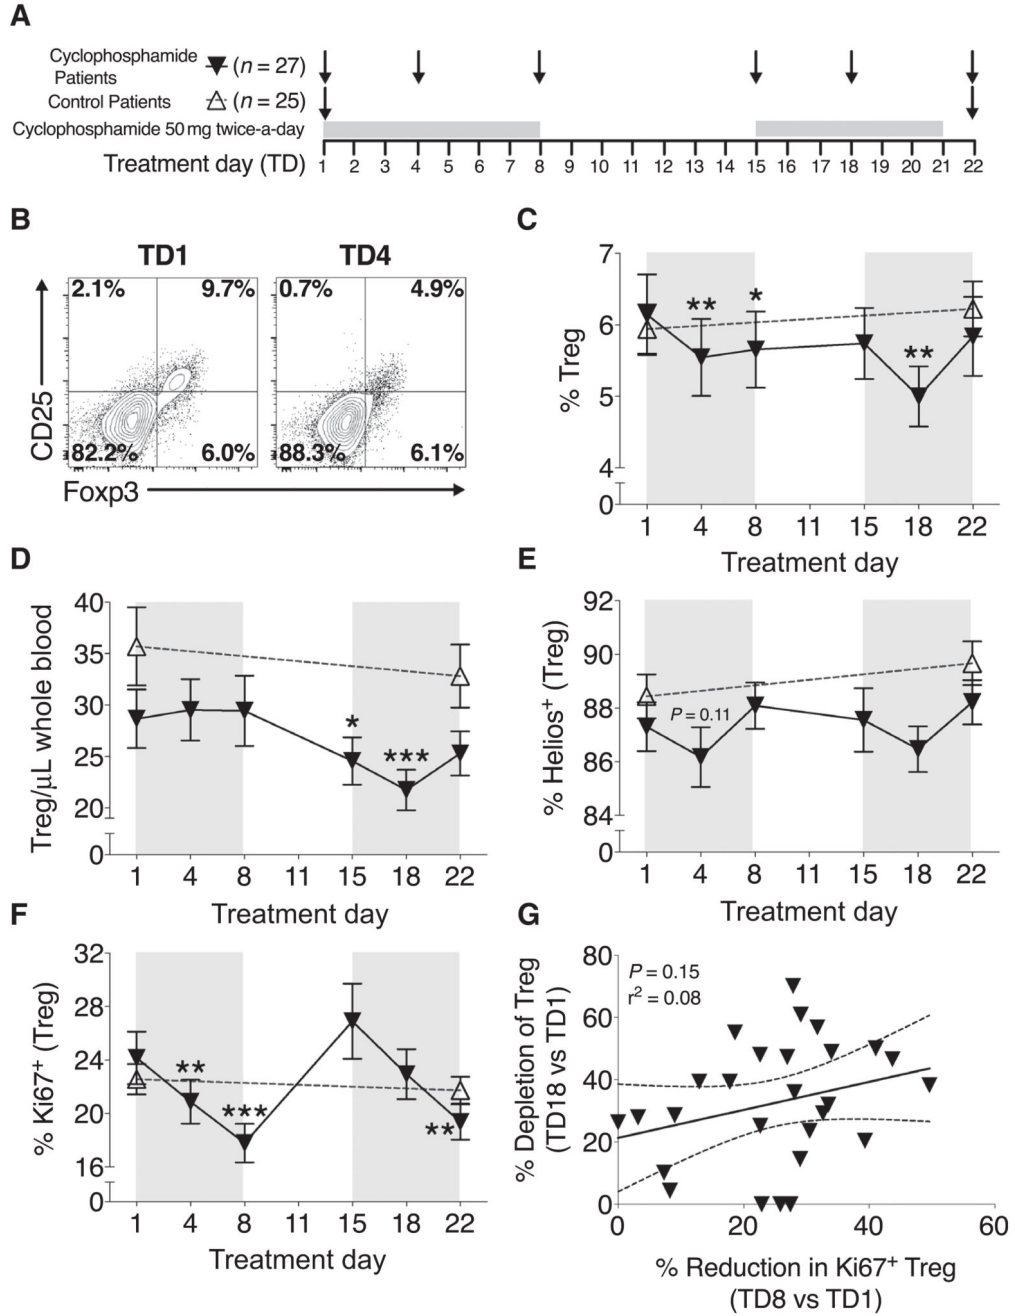 A
Cyclophosphamide
Patients
(n = 27)
Control Patients
(n = 25)
Cyclophosphamide 50 mg twice-a-day
Treatment day (TD)
1 2 3 4 5 6 7 8 9 10 11 12 13 14 15 16 17 18 19 20 21 22
B
TD1
TD4
2.1% 9.7%
82.2% 6.0%
0.7% 4.9%
88.3% 6.1%
CD25
Foxp3
C
7
6
5
4
0
% Treg
** * **
1 4 8 11 15 18 22
Treatment day
D
40
35
30
25
20
0
Treg/μL whole blood
* ***
1 4 8 11 15 18 22
Treatment day
E
92
90
88
86
84
0
% Helios+ (Treg)
P = 0.11
1 4 8 11 15 18 22
Treatment day
F
32
28
24
20
16
0
% Ki67+ (Treg)
** *** **
1 4 8 11 15 18 22
Treatment day
G
80
60
40
20
0
% Depletion of Treg
(TD18 vs TD1)
P = 0.15
r² = 0.08
0 20 40 60
% Reduction in Ki67+ Treg
(TD8 vs TD1)